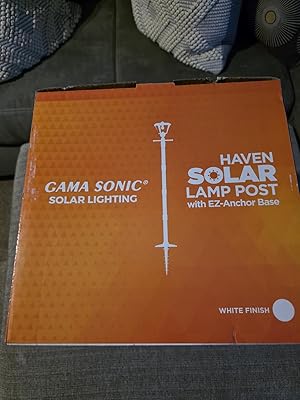 GAMA SONIC®
SOLAR LIGHTING
HAVEN
SOLAR
LAMP POST
with EZ-Anchor Base
WHITE FINISH